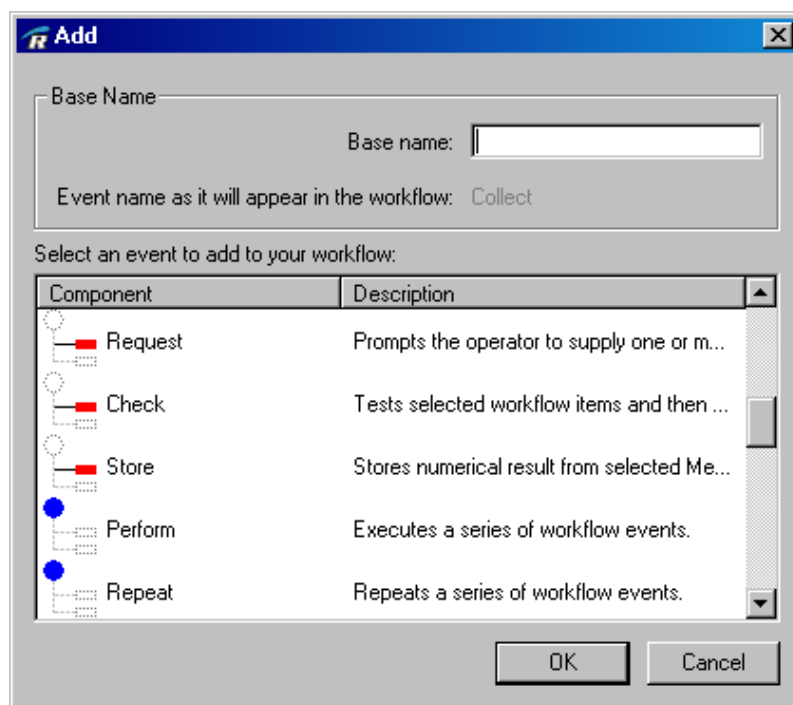 Add
Base Name
Base name:
Event name as it will appear in the workflow: Collect
Select an event to add to your workflow:
Component Description
Request Prompts the operator to supply one or m...
Check Tests selected workflow items and then ...
Store Stores numerical result from selected Me...
Perform Executes a series of workflow events.
Repeat Repeats a series of workflow events.
OK Cancel